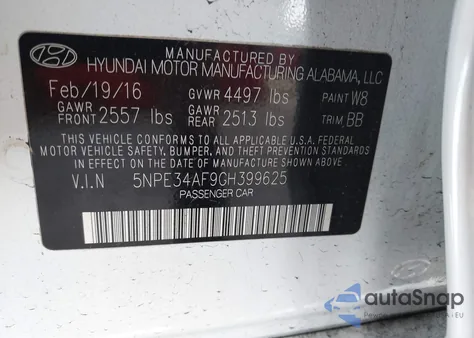 MANUFACTURED BY
HYUNDAI MOTOR MANUFACTURING ALABAMA, LLC
Feb/19/16 GVWR 4497 lbs PAINT W8
GAWR FRONT 2557 lbs GAWR REAR 2513 lbs TRIM BB
THIS VEHICLE CONFORMS TO ALL APPLICABLE U.S.A. FEDERAL
MOTOR VEHICLE SAFETY, BUMPER, AND THEFT PREVENTION
STANDARDS IN EFFECT ON THE DATE OF MANUFACTURE SHOWN ABOVE.
V.I.N 5NPE34AF9GH399625
PASSENGER CAR
autaSnap